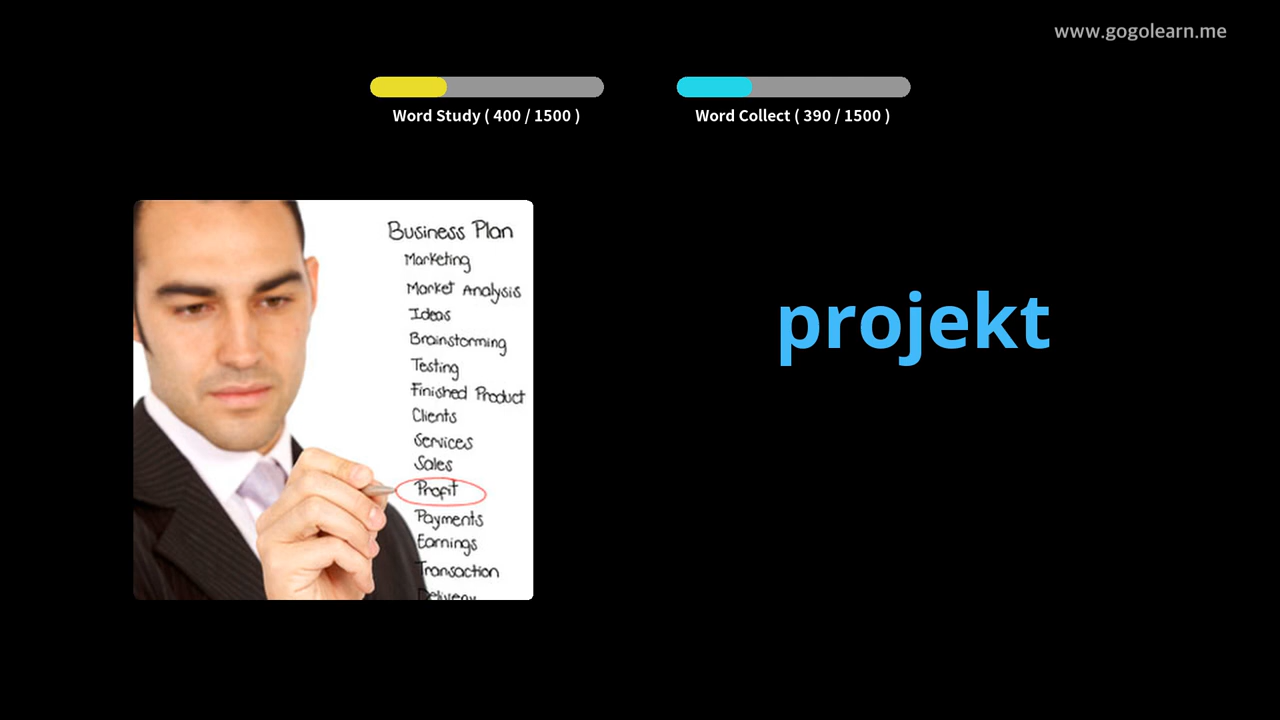 www.gogolearn.me
Word Study ( 400 / 1500 )
Word Collect ( 390 / 1500 )
Business Plan
Marketing
Market Analysis
Ideas
Brainstorming
Testing
Finished Product
Clients
Services
Sales
Profit
Payments
Earnings
Transaction
Delivery
projekt